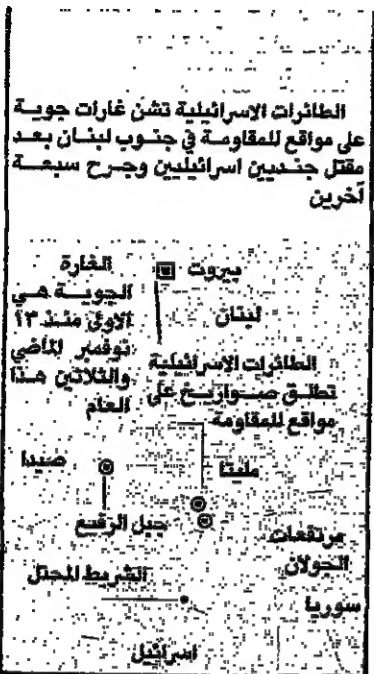 الطائرات الاسرائيلية تشن غارات جوية
على مواقع للمقاومة في جنوب لبنان بعد
مقتل جنديين اسرائيليين وجرح سبعة
آخرين
بيروت
الغارة
الجوية هي
الاولى منذ ١٣
نوفمبر الماضي
والثلاثين هذا
العام
لبنان
الطائرات الاسرائيلية
تطلق صواريخ على
مواقع للمقاومة
مليتا
صيدا
جبل الرفيع
مرتفعات
الجولان
الشريط المحتل
سوريا
اسرائيل